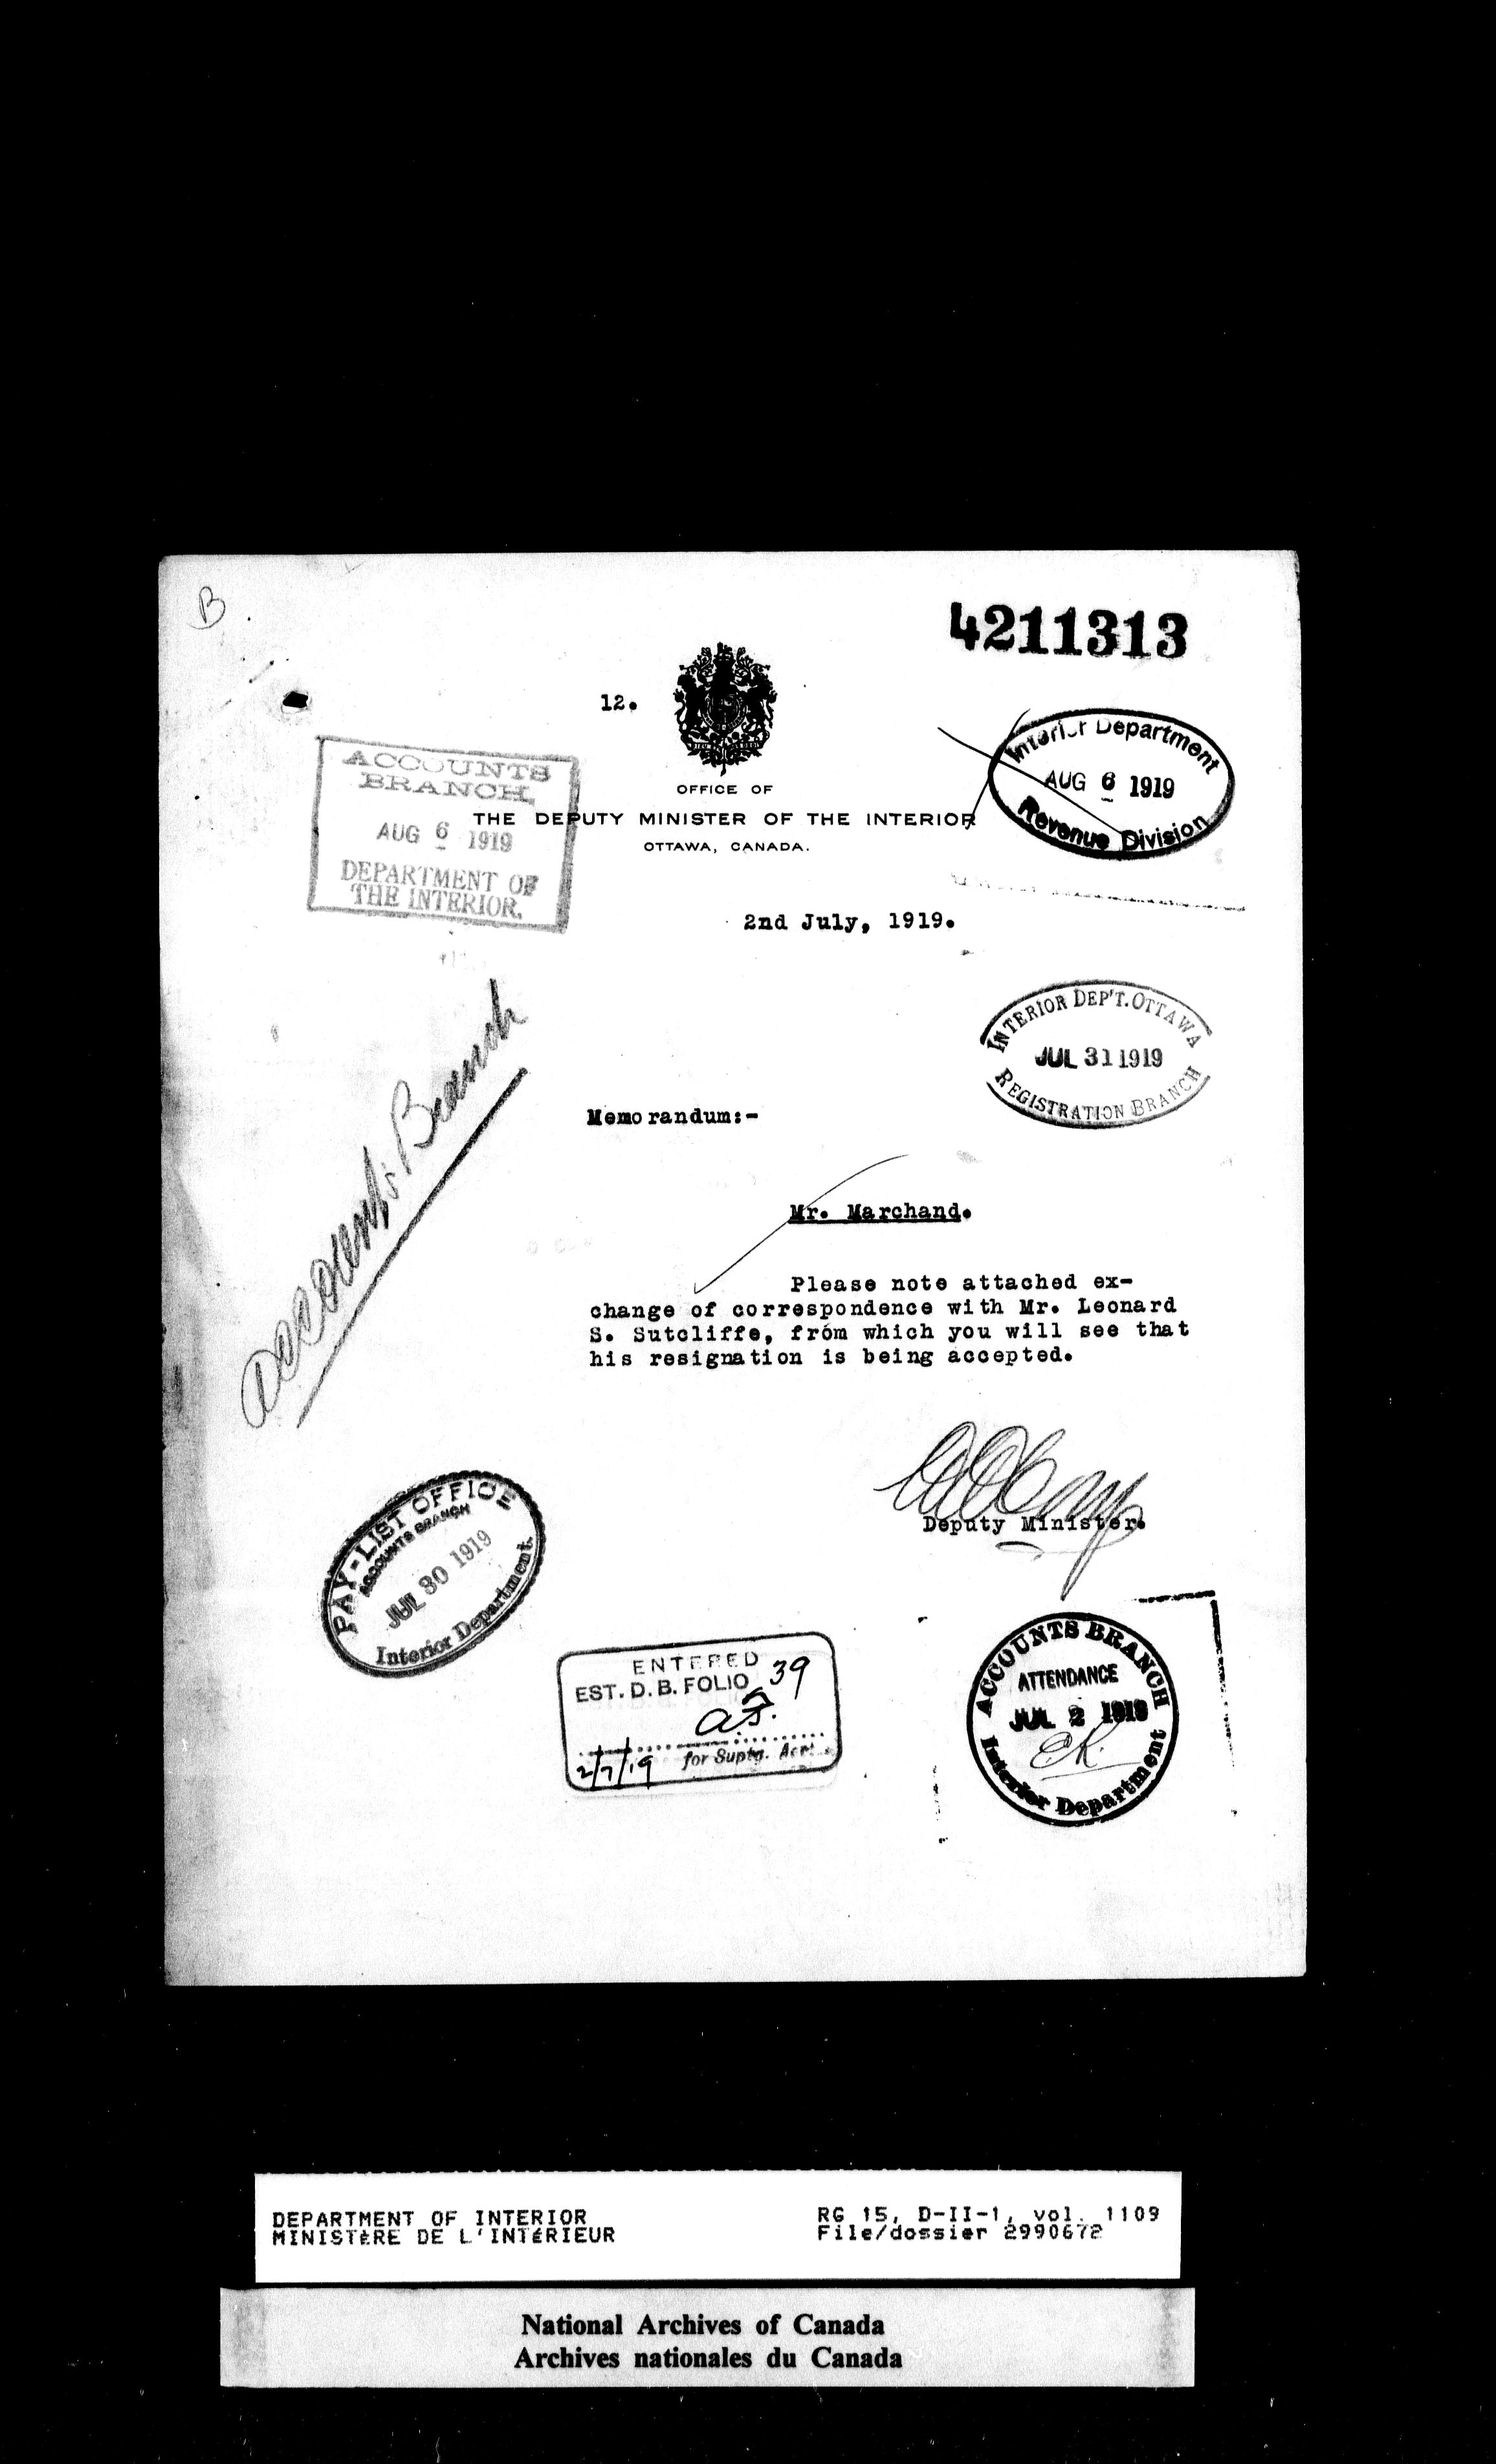 B
4211313
12.
OFFICE OF
THE DEPUTY MINISTER OF THE INTERIOR
OTTAWA, CANADA.
ACCOUNTS
BRANCH,
AUG 6 1919
DEPARTMENT OF
THE INTERIOR.
Interior Department
AUG 6 1919
Revenue Division
2nd July, 1919.
INTERIOR DEP'T. OTTAWA
JUL 31 1919
REGISTRATION BRANCH
Accounts Branch
Memorandum:-
Mr. Marchand.
Please note attached ex-
change of correspondence with Mr. Leonard
S. Sutcliffe, from which you will see that
his resignation is being accepted.
Deputy Minister.
PAY-LIST OFFICE
ACCOUNTS BRANCH
JUL 30 1919
Interior Department.
ENTERED
EST. D. B. FOLIO 39
2/7/19 for Suptg.
ACCOUNTS BRANCH
ATTENDANCE
JUL 2 1919
E.K.
Interior Department
DEPARTMENT OF INTERIOR
MINISTÈRE DE L'INTÉRIEUR
RG 15, D-II-1, vol. 1109
File/dossier 2990672
National Archives of Canada
Archives nationales du Canada